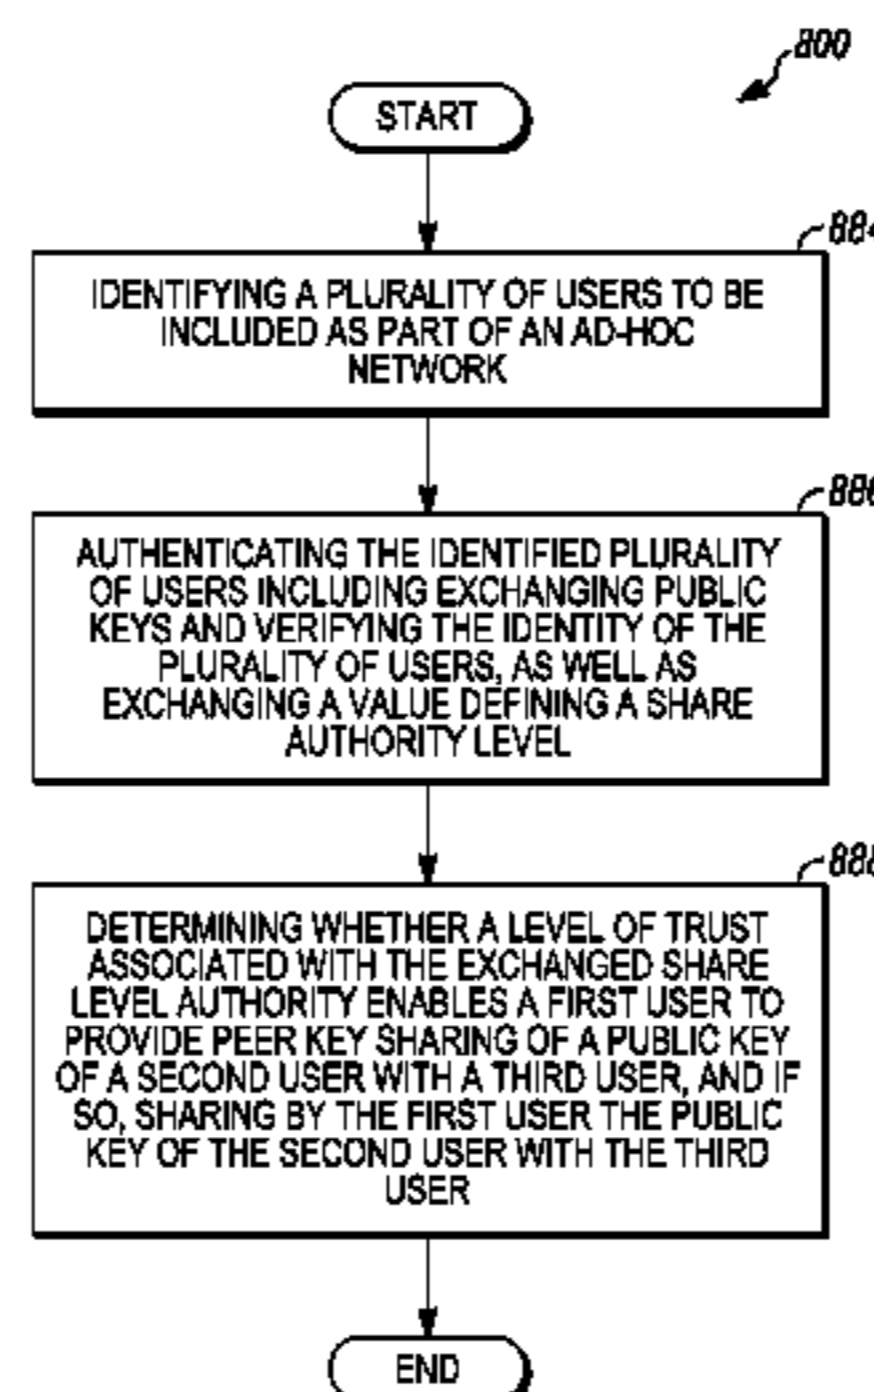 800
START
884
IDENTIFYING A PLURALITY OF USERS TO BE
INCLUDED AS PART OF AN AD-HOC
NETWORK
AUTHENTICATING THE IDENTIFIED PLURALITY
OF USERS INCLUDING EXCHANGING PUBLIC
KEYS AND VERIFYING THE IDENTITY OF THE
PLURALITY OF USERS, AS WELL AS
EXCHANGING A VALUE DEFINING A SHARE
AUTHORITY LEVEL
DETERMINING WHETHER A LEVEL OF TRUST
ASSOCIATED WITH THE EXCHANGED SHARE
LEVEL AUTHORITY ENABLES A FIRST USER TO
PROVIDE PEER KEY SHARING OF A PUBLIC KEY
OF A SECOND USER WITH A THIRD USER, AND IF
SO, SHARING BY THE FIRST USER THE PUBLIC
KEY OF THE SECOND USER WITH THE THIRD
USER
END